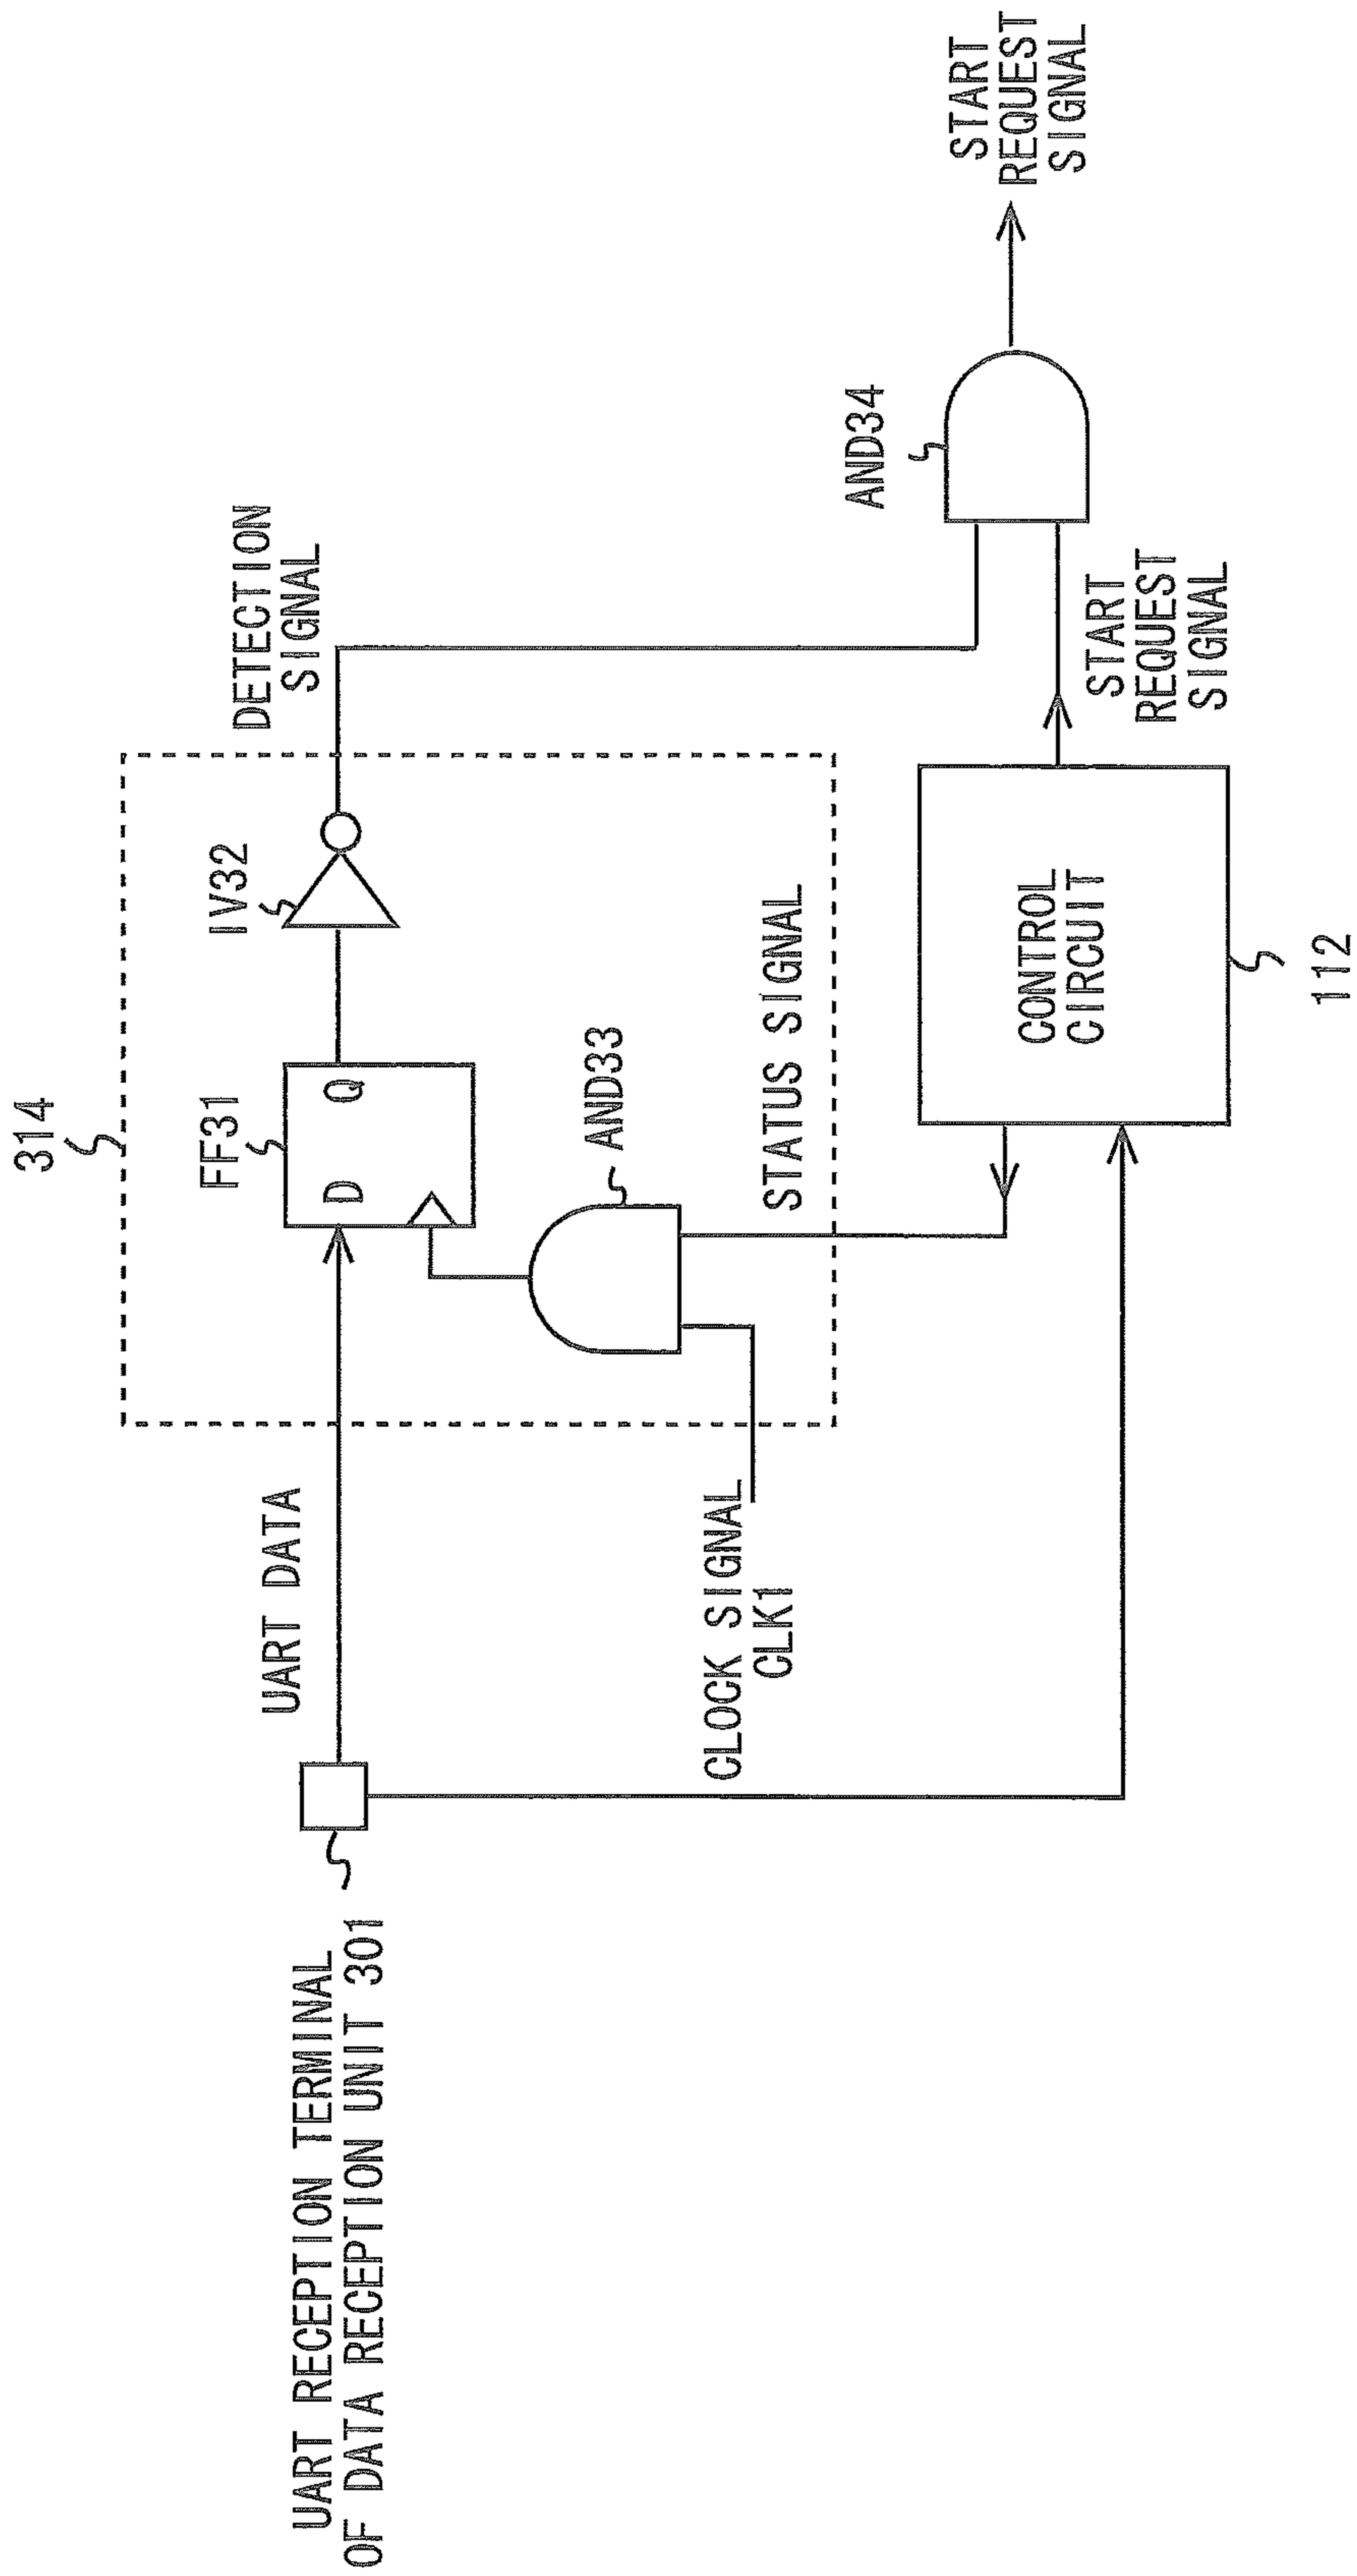 314
FF31
IV32
DETECTION
SIGNAL
UART DATA
D
Q
UART RECEPTION TERMINAL
OF DATA RECEPTION UNIT 301
AND33
CLOCK SIGNAL
CLK1
STATUS SIGNAL
AND34
START
REQUEST
SIGNAL
CONTROL
CIRCUIT
START
REQUEST
SIGNAL
112